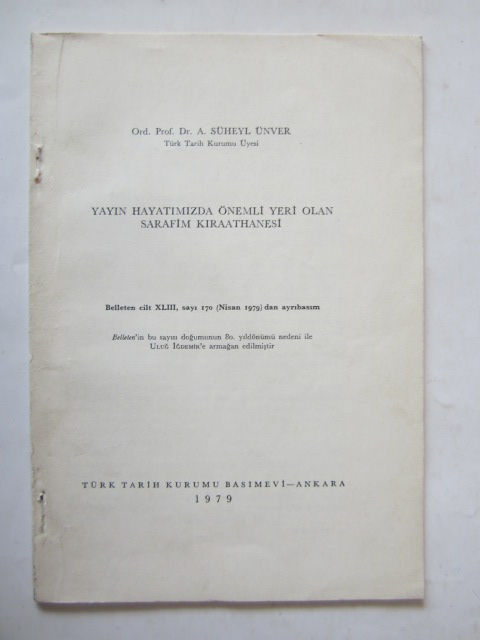 Ord. Prof. Dr. A. SÜHEYL ÜNVER
Türk Tarih Kurumu Üyesi
YAYIN HAYATIMIZDA ÖNEMLİ YERİ OLAN
SARAFİM KIRAATHANESİ
Belleten cilt XLIII, sayı 170 (Nisan 1979) dan ayrıbasım
Belleten'in bu sayısı doğumunun 80. yıldönümü nedeni ile
ULUĞ İĞDEMİR'e armağan edilmiştir
TÜRK TARİH KURUMU BASIMEVİ—ANKARA
1979